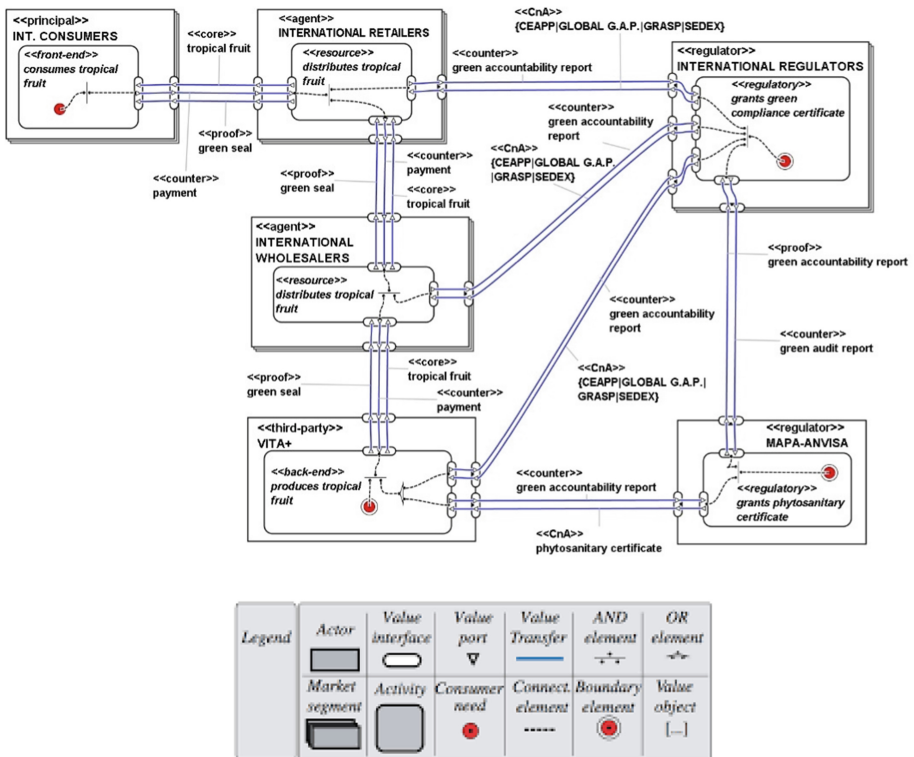 <<principal>>
INT. CONSUMERS
<<front-end>>
consumes tropical
fruit
<<core>>
tropical fruit
<<proof>>
green seal
<<counter>>
payment
<<agent>>
INTERNATIONAL RETAILERS
<<resource>>
distributes tropical
fruit
<<CnA>>
{CEAPP|GLOBAL G.A.P.|GRASP|SEDEX}
<<counter>>
green accountability report
<<regulator>>
INTERNATIONAL REGULATORS
<<regulatory>>
grants green
compliance certificate
<<counter>>
green accountability
report
<<CnA>>
{CEAPP|GLOBAL G.A.P.
|GRASP|SEDEX}
<<proof>>
green seal
<<counter>>
payment
<<core>>
tropical fruit
<<agent>>
INTERNATIONAL
WHOLESALERS
<<resource>>
distributes tropical
fruit
<<proof>>
green accountability report
<<counter>>
green accountability
report
<<counter>>
green audit report
<<core>>
tropical fruit
<<proof>>
green seal
<<counter>>
payment
<<CnA>>
{CEAPP|GLOBAL G.A.P.|
GRASP|SEDEX}
<<third-party>>
VITA+
<<back-end>>
produces tropical
fruit
<<counter>>
green accountability report
<<CnA>>
phytosanitary certificate
<<regulator>>
MAPA-ANVISA
<<regulatory>>
grants phytosanitary
certificate
Legend
Actor
Value
interface
Value
port
Value
Transfer
AND
element
OR
element
Market
segment
Activity
Consumer
need
Connect.
element
Boundary
element
Value
object
[...]